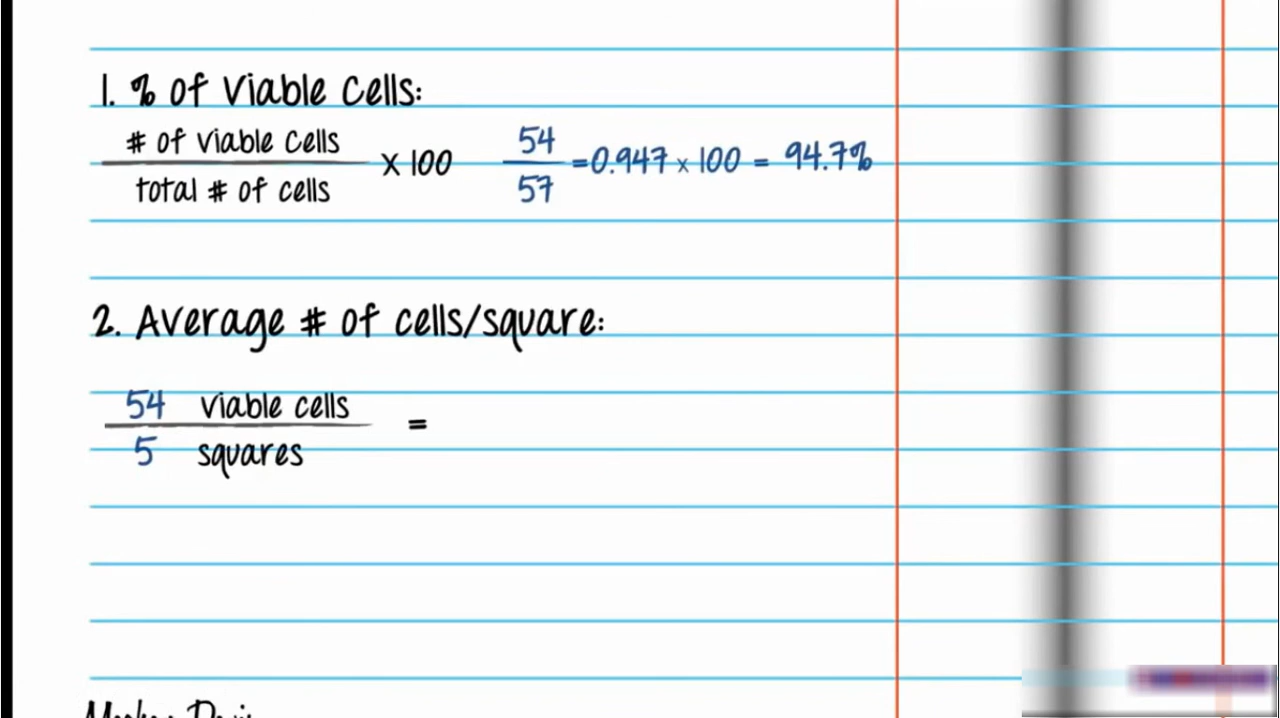 1. % of Viable Cells:
# of viable cells
total # of cells
x 100
54
57
=0.947 x 100 = 94.7%
2. Average # of cells/square:
54 viable cells
5 squares
=